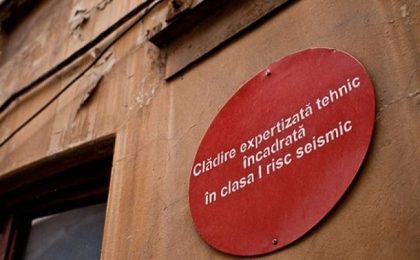 Clădire expertizată tehnic
încadrată
în clasa I risc seismic